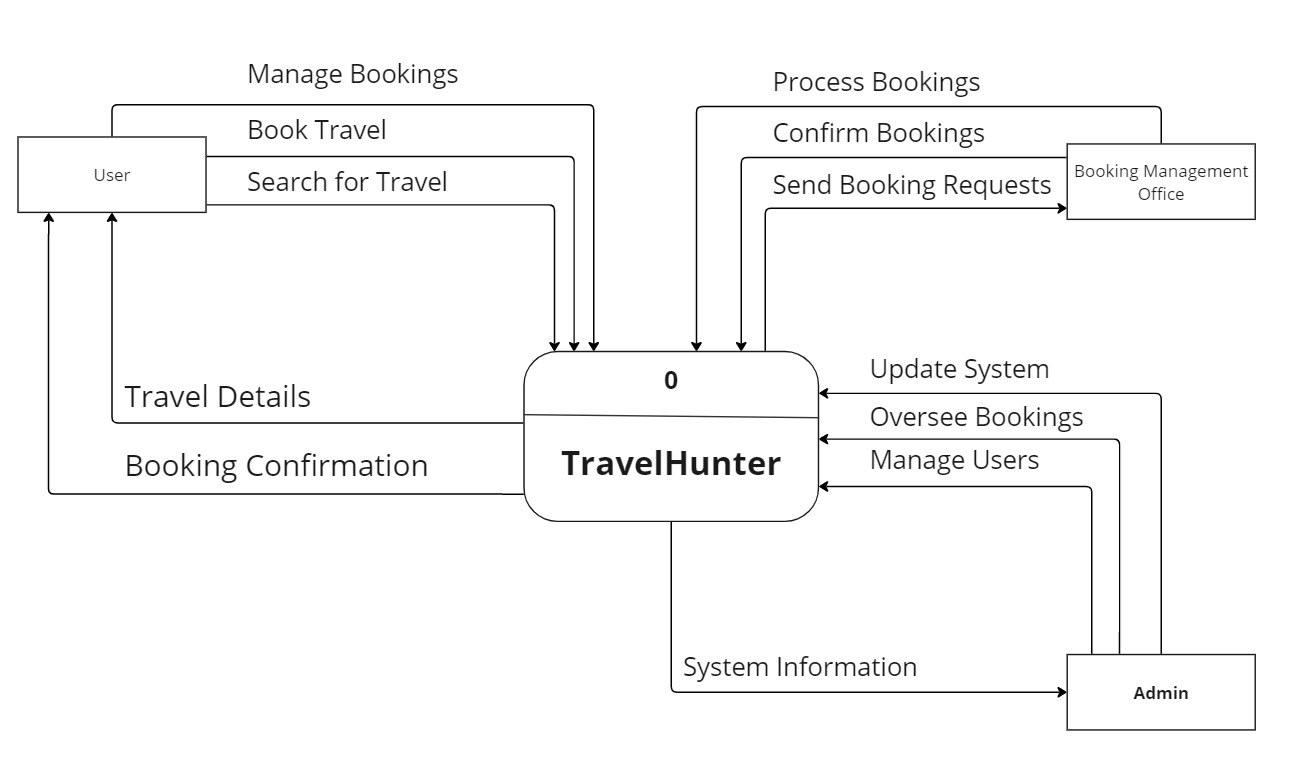 Manage Bookings
Process Bookings
Book Travel
Confirm Bookings
User
Search for Travel
Send Booking Requests
Booking Management
Office
0
Update System
Travel Details
Oversee Bookings
TravelHunter
Manage Users
Booking Confirmation
System Information
Admin